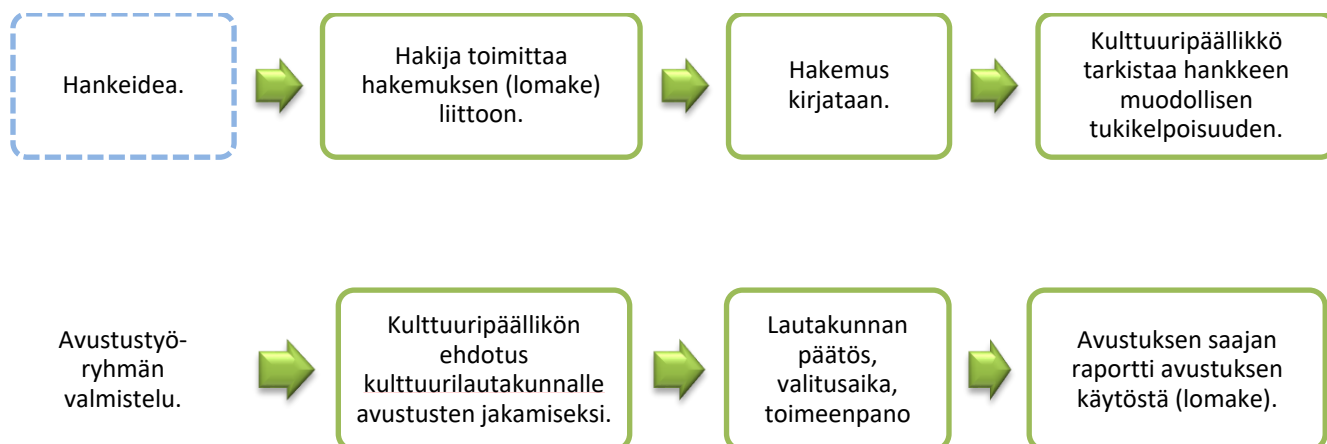 Hankeidea.
Hakija toimittaa
hakemuksen (lomake)
liittoon.
Hakemus
kirjataan.
Kulttuuripäällikkö
tarkistaa hankkeen
muodollisen
tukikelpoisuuden.
Avustustyö-
ryhmän
valmistelu.
Kulttuuripäällikön
ehdotus
kulttuurilautakunnalle
avustusten jakamiseksi.
Lautakunnan
päätös,
valitusaika,
toimeenpano
Avustuksen saajan
raportti avustuksen
käytöstä (lomake).